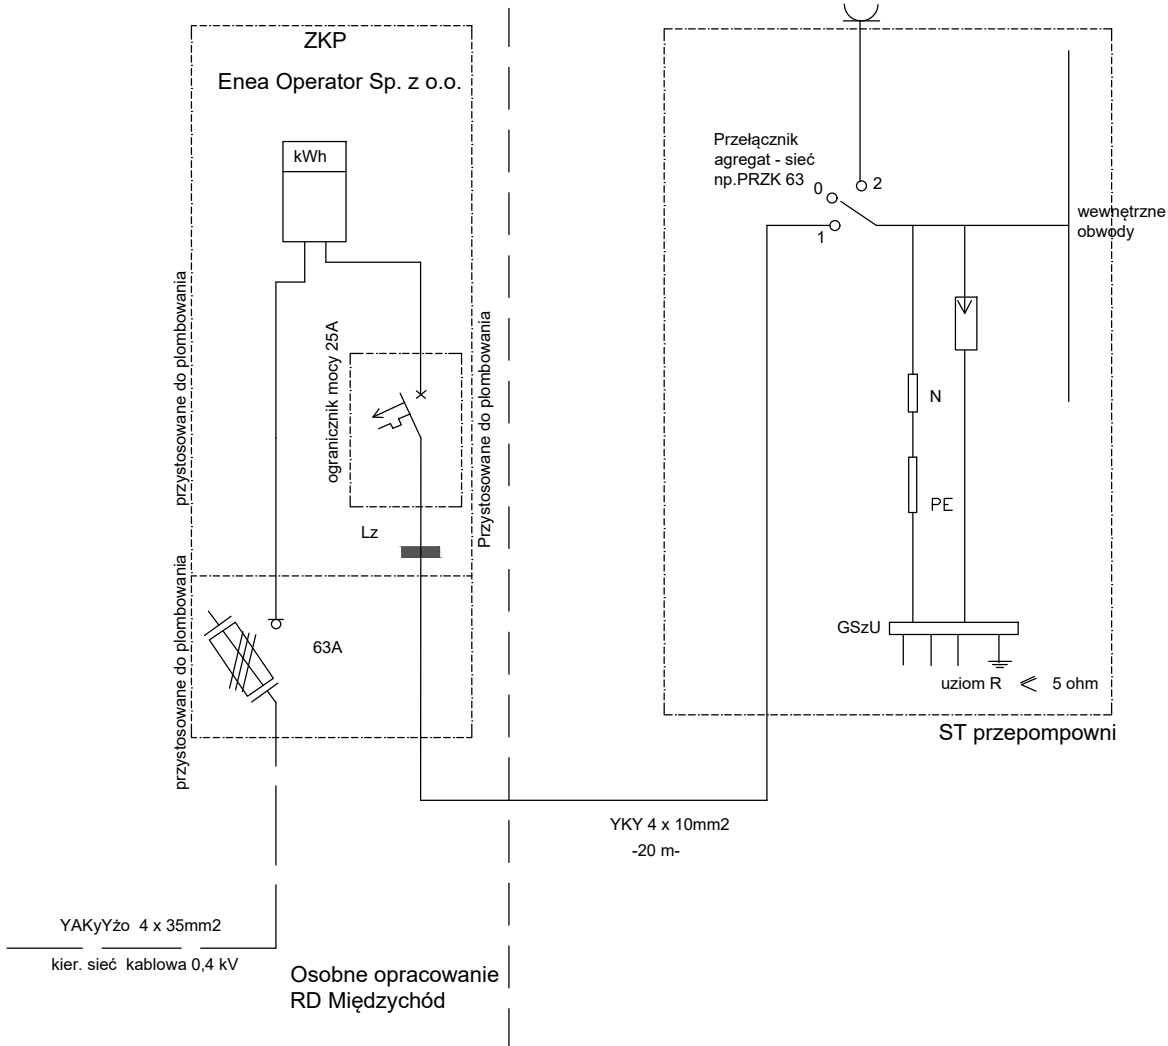 ZKP
Enea Operator Sp. z o.o.
kWh
przystosowane do plombowania
ogranicznik mocy 25A
Przystosowane do plombowania
Lz
przystosowane do plombowania
63A
YAKyYżo 4 x 35mm2
kier. sieć kablowa 0,4 kV
Osobne opracowanie
RD Międzychód
YKY 4 x 10mm2
-20 m-
Przełącznik
agregat - sieć
np.PRZK 63
0
2
1
wewnętrzne
obwody
N
PE
GSzU
uziom R ≤ 5 ohm
ST przepompowni